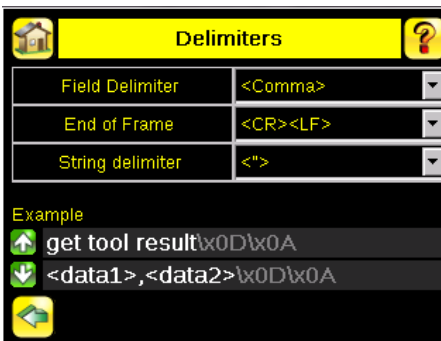 Delimiters
?
Field Delimiter <Comma>
End of Frame <CR><LF>
String delimiter <">
Example
get tool result\x0D\x0A
<data1>,<data2>\x0D\x0A